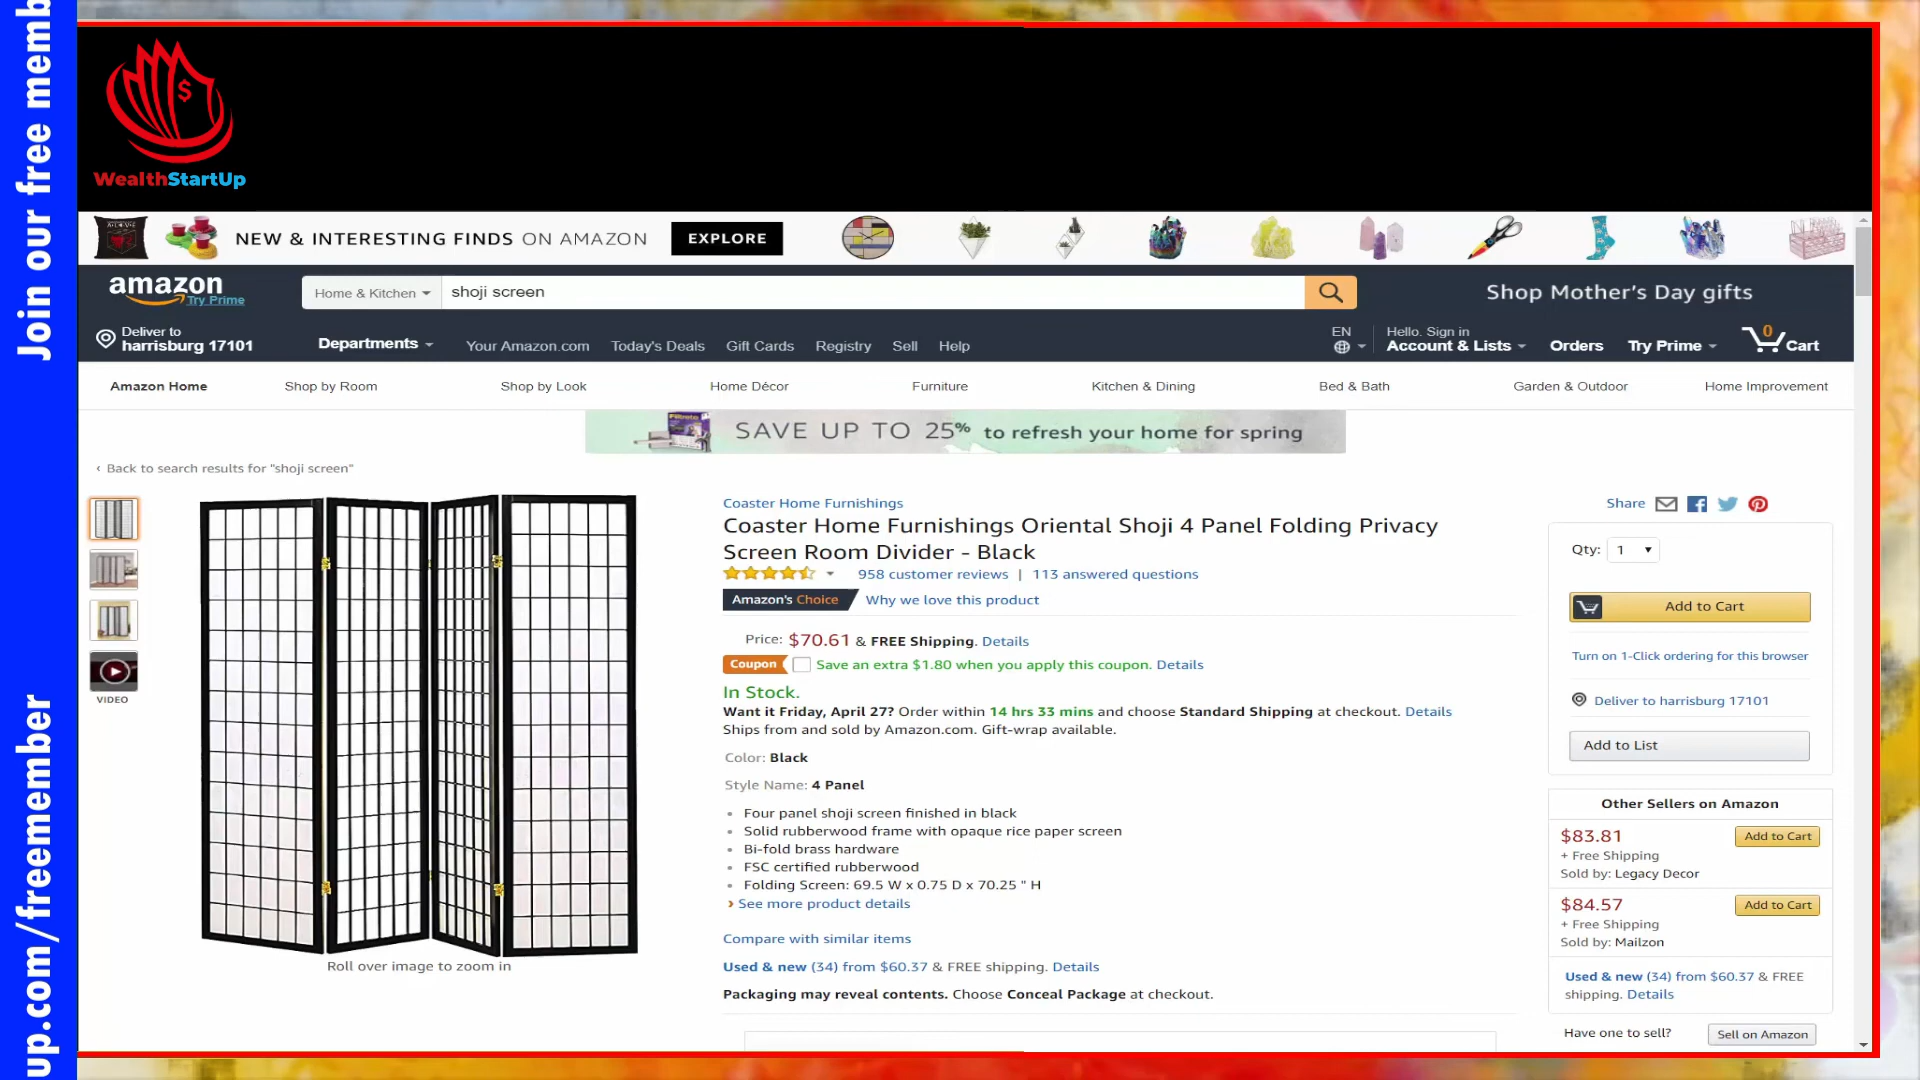 Join our free memb
up.com/freemember
WealthStartUp
NEW & INTERESTING FINDS ON AMAZON
EXPLORE
amazon
Try Prime
Home & Kitchen
shoji screen
Shop Mother's Day gifts
Deliver to
harrisburg 17101
Departments
Your Amazon.com
Today's Deals
Gift Cards
Registry
Sell
Help
EN
Hello. Sign in
Account & Lists
Orders
Try Prime
0
Cart
Amazon Home
Shop by Room
Shop by Look
Home Décor
Furniture
Kitchen & Dining
Bed & Bath
Garden & Outdoor
Home Improvement
SAVE UP TO 25% to refresh your home for spring
‹ Back to search results for "shoji screen"
VIDEO
Roll over image to zoom in
Coaster Home Furnishings
Coaster Home Furnishings Oriental Shoji 4 Panel Folding Privacy
Screen Room Divider - Black
958 customer reviews | 113 answered questions
Amazon's Choice
Why we love this product
Price: $70.61 & FREE Shipping. Details
Coupon Save an extra $1.80 when you apply this coupon. Details
In Stock.
Want it Friday, April 27? Order within 14 hrs 33 mins and choose Standard Shipping at checkout. Details
Ships from and sold by Amazon.com. Gift-wrap available.
Color: Black
Style Name: 4 Panel
• Four panel shoji screen finished in black
• Solid rubberwood frame with opaque rice paper screen
• Bi-fold brass hardware
• FSC certified rubberwood
• Folding Screen: 69.5 W x 0.75 D x 70.25 " H
› See more product details
Compare with similar items
Used & new (34) from $60.37 & FREE shipping. Details
Packaging may reveal contents. Choose Conceal Package at checkout.
Share
Qty: 1
Add to Cart
Turn on 1-Click ordering for this browser
Deliver to harrisburg 17101
Add to List
Other Sellers on Amazon
$83.81
Add to Cart
+ Free Shipping
Sold by: Legacy Decor
$84.57
Add to Cart
+ Free Shipping
Sold by: Mailzon
Used & new (34) from $60.37 & FREE
shipping. Details
Have one to sell?
Sell on Amazon